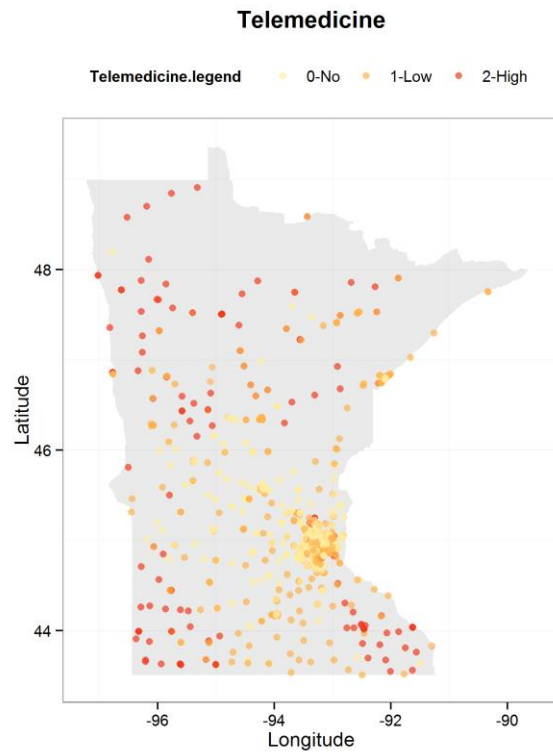 Telemedicine
Telemedicine.legend 0-No 1-Low 2-High
48
46
44
Latitude
-96 -94 -92 -90
Longitude